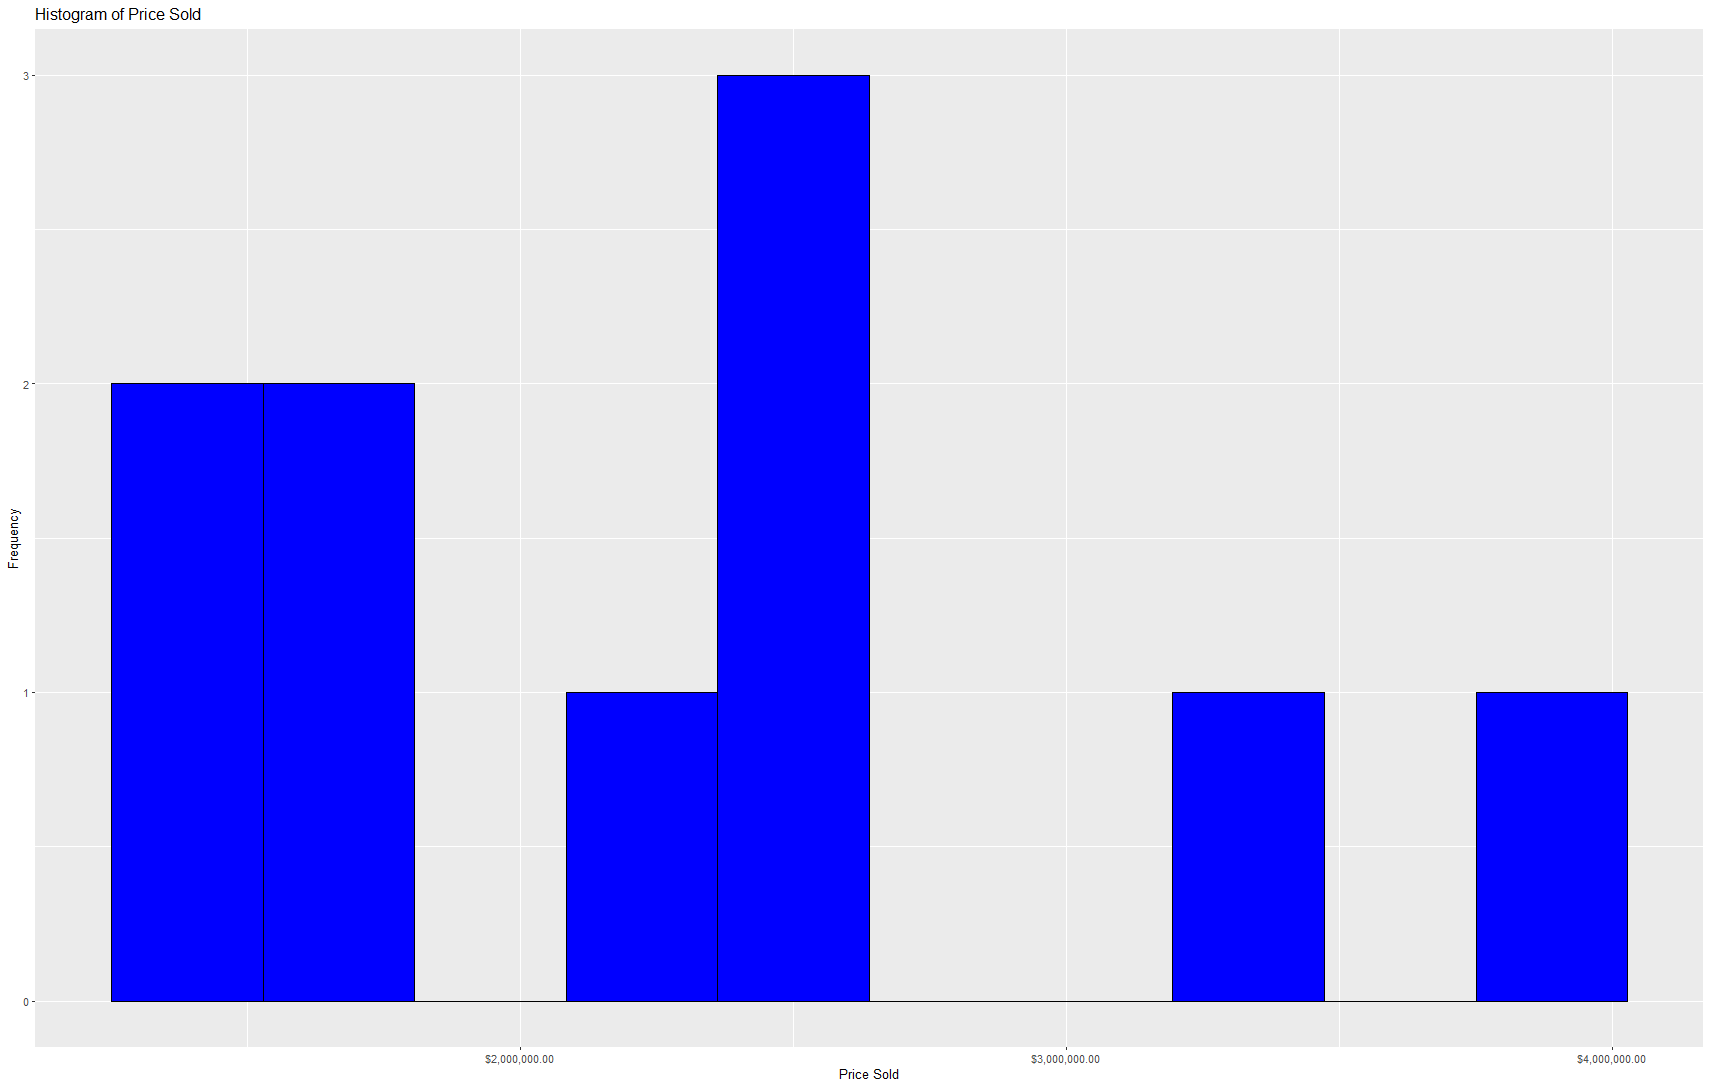 Histogram of Price Sold
3
2
1
0
Frequency
$2,000,000.00 $3,000,000.00 $4,000,000.00
Price Sold